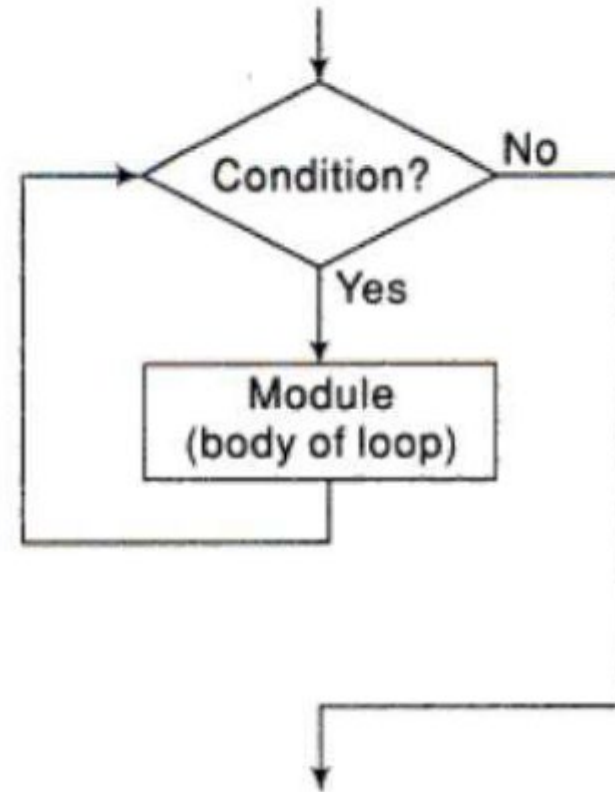 Condition?
No
Yes
Module
(body of loop)